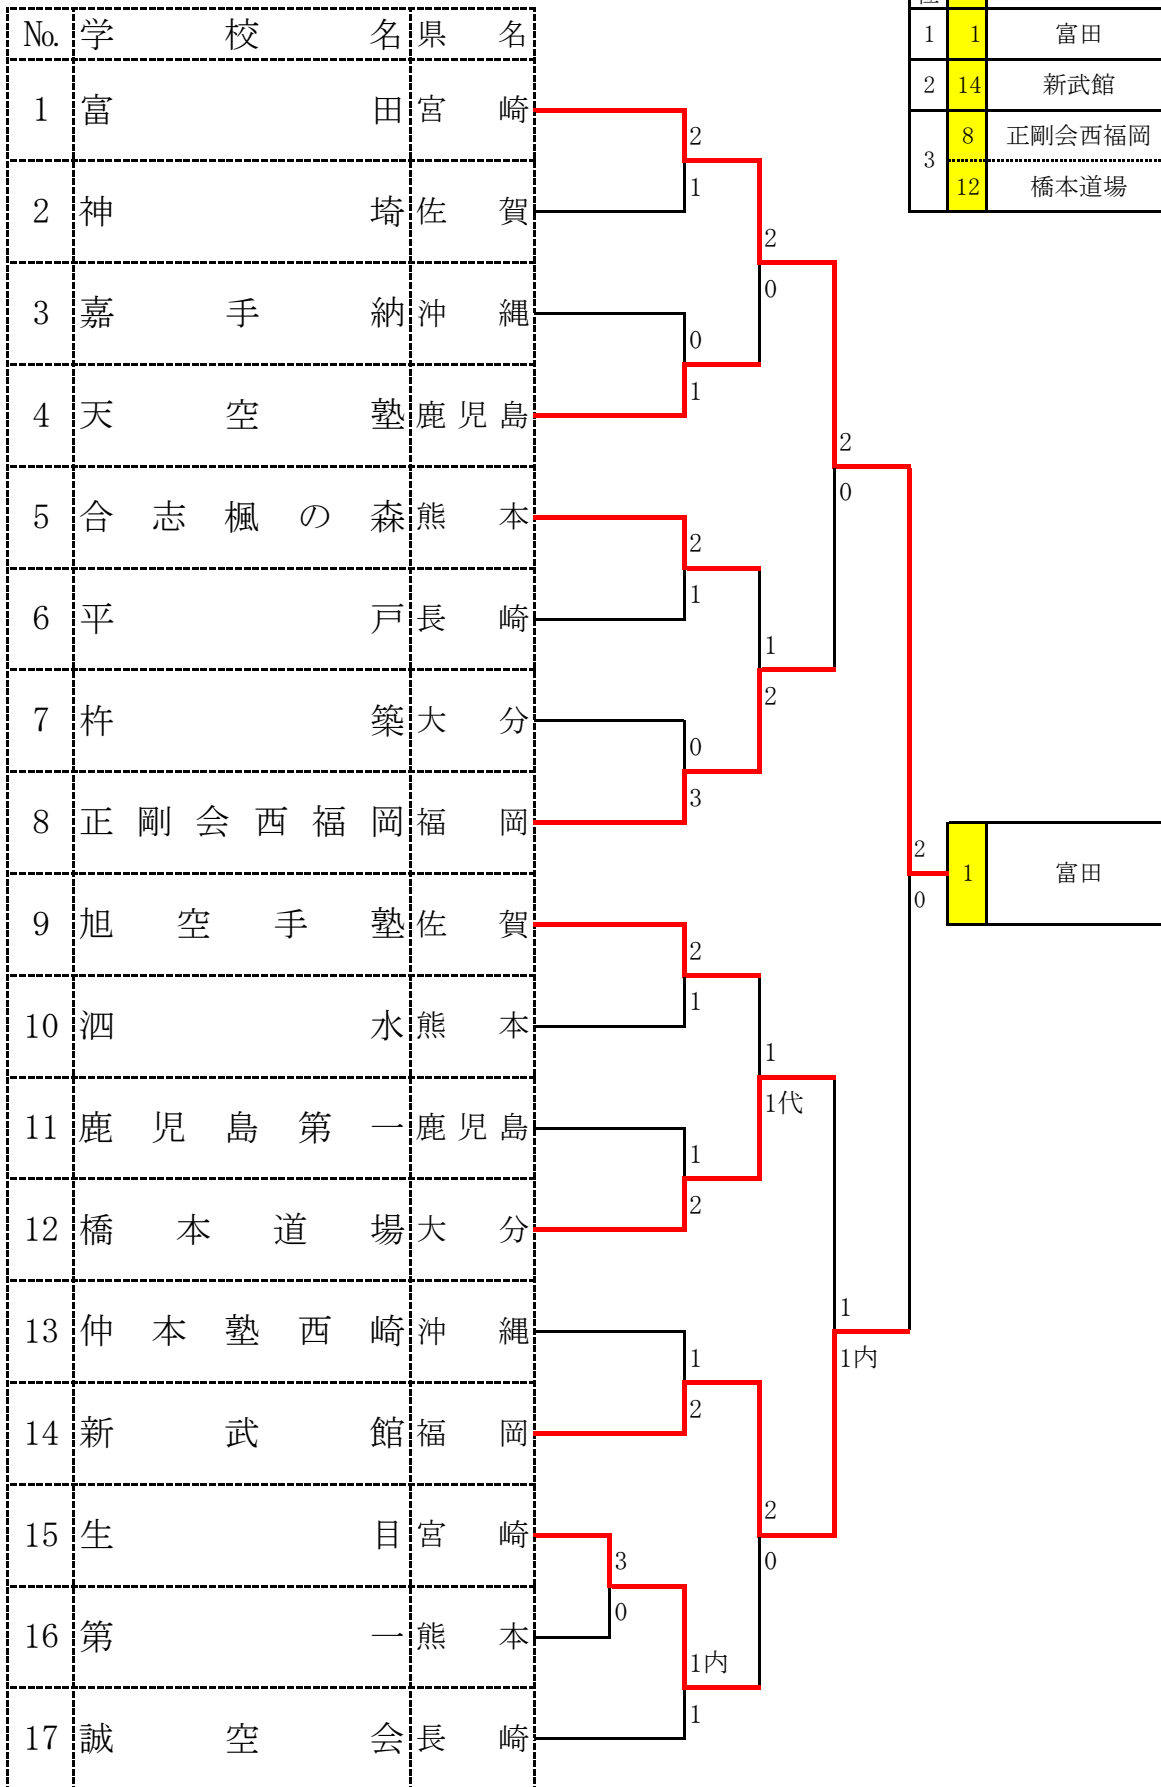 位
№ 学校名 県名
1 1 富田
2 14 新武館
3 8 正剛会西福岡
12 橋本道場
1 富田 宮崎
2
1
2 神埼 佐賀
2
0
3 嘉手納 沖縄
0
1
4 天空塾 鹿児島
2
0
5 合志楓の森 熊本
2
1
6 平戸 長崎
1
2
7 杵築 大分
0
3
8 正剛会西福岡 福岡
2
1 富田
0
9 旭空手塾 佐賀
2
1
10 泗水 熊本
1
1代
11 鹿児島第一 鹿児島
1
2
12 橋本道場 大分
1
1内
13 仲本塾西崎 沖縄
1
2
14 新武館 福岡
2
0
15 生目 宮崎
3
0
16 第一 熊本
1内
1
17 誠空会 長崎